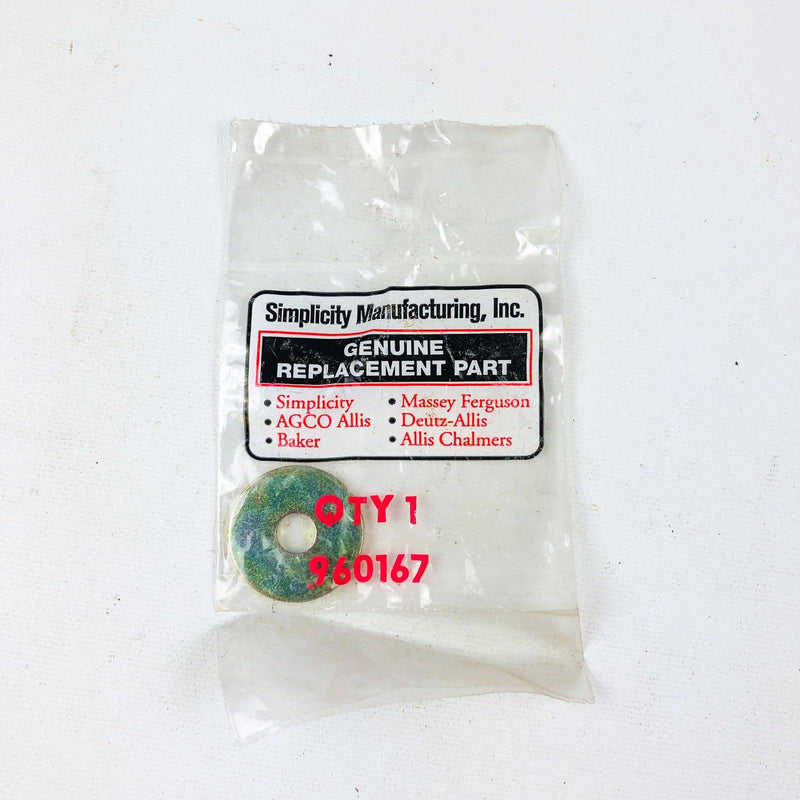 Simplicity Manufacturing, Inc.
GENUINE
REPLACEMENT PART
• Simplicity
• AGCO Allis
• Baker
• Massey Ferguson
• Deutz-Allis
• Allis Chalmers
QTY 1
960167